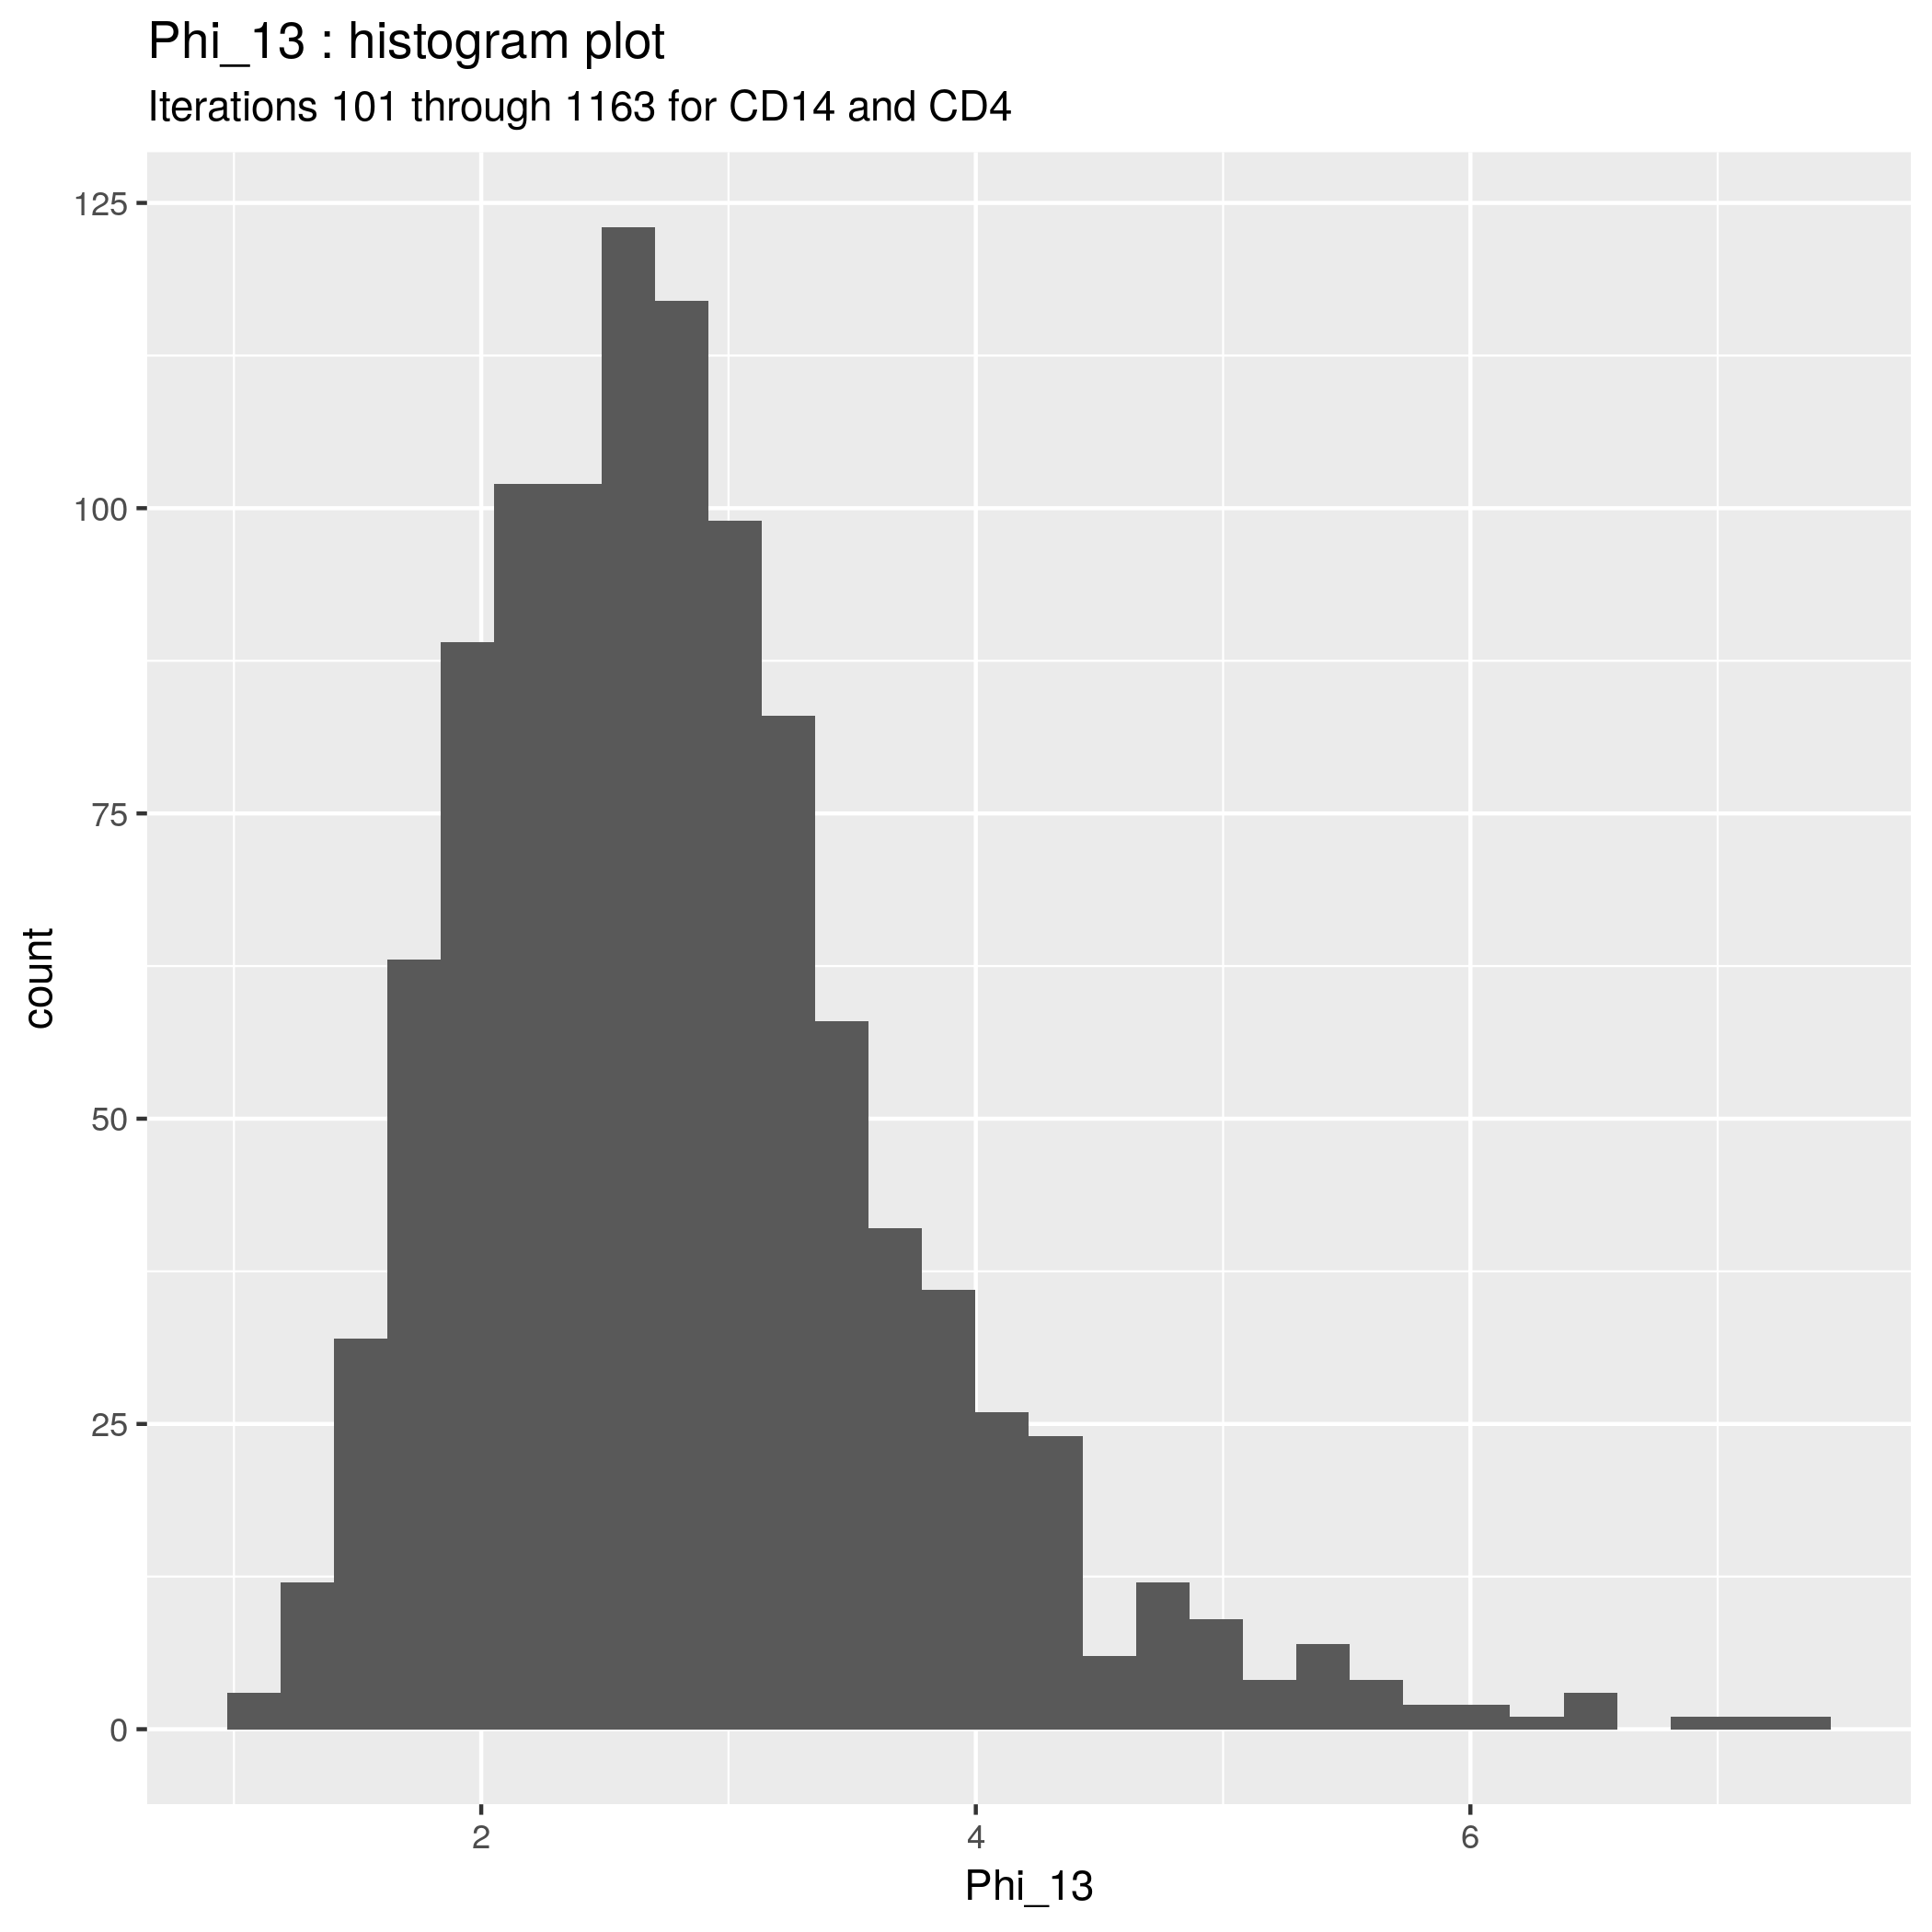 Phi_13 : histogram plot
Iterations 101 through 1163 for CD14 and CD4
125
100
75
50
25
0
count
2
4
6
Phi_13